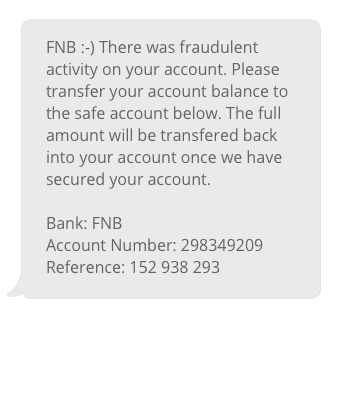 FNB :-) There was fraudulent
activity on your account. Please
transfer your account balance to
the safe account below. The full
amount will be transfered back
into your account once we have
secured your account.

Bank: FNB
Account Number: 298349209
Reference: 152 938 293